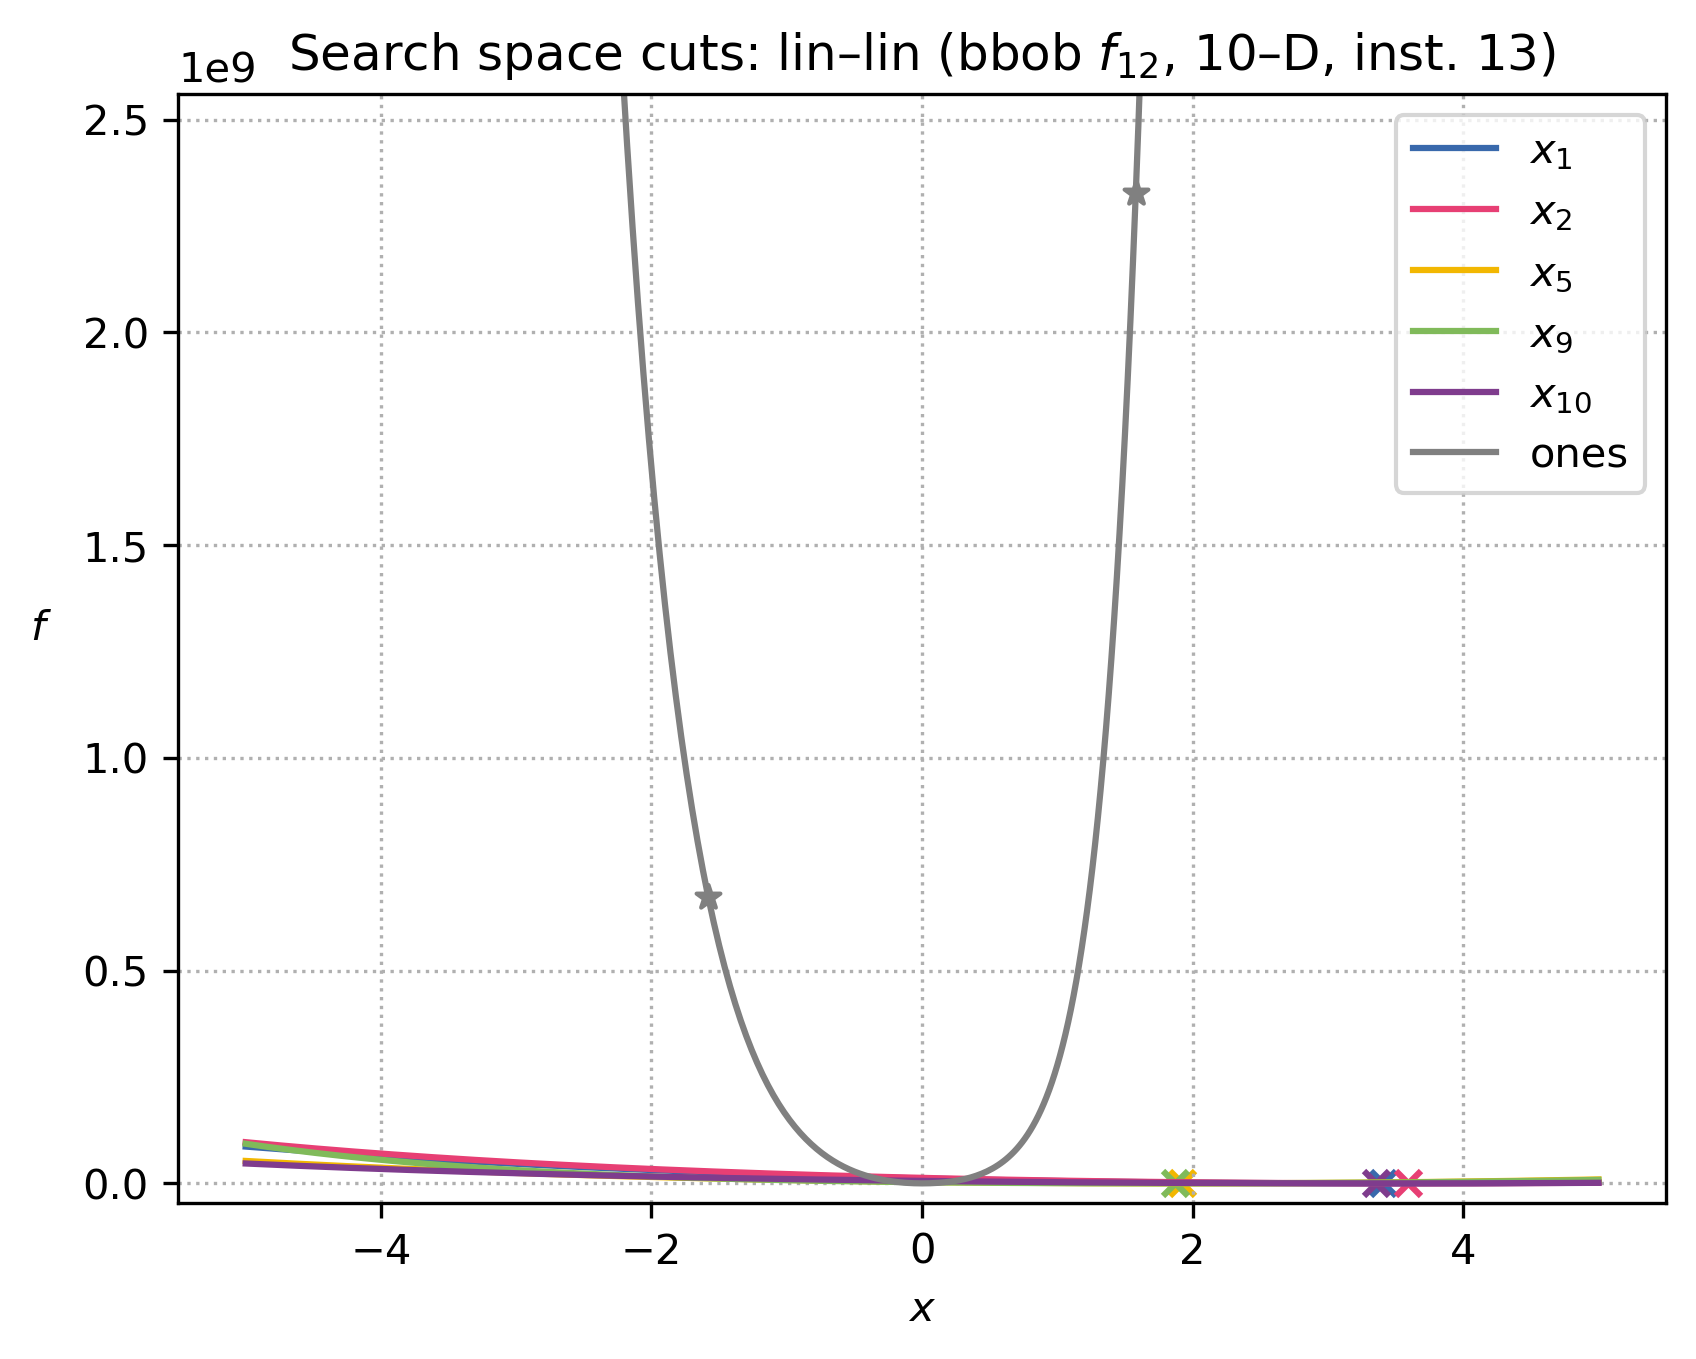 Search space cuts: lin–lin (bbob f12, 10–D, inst. 13)
1e9
2.5
2.0
1.5
1.0
0.5
0.0
f
−4
−2
0
2
4
x
x1
x2
x5
x9
x10
ones